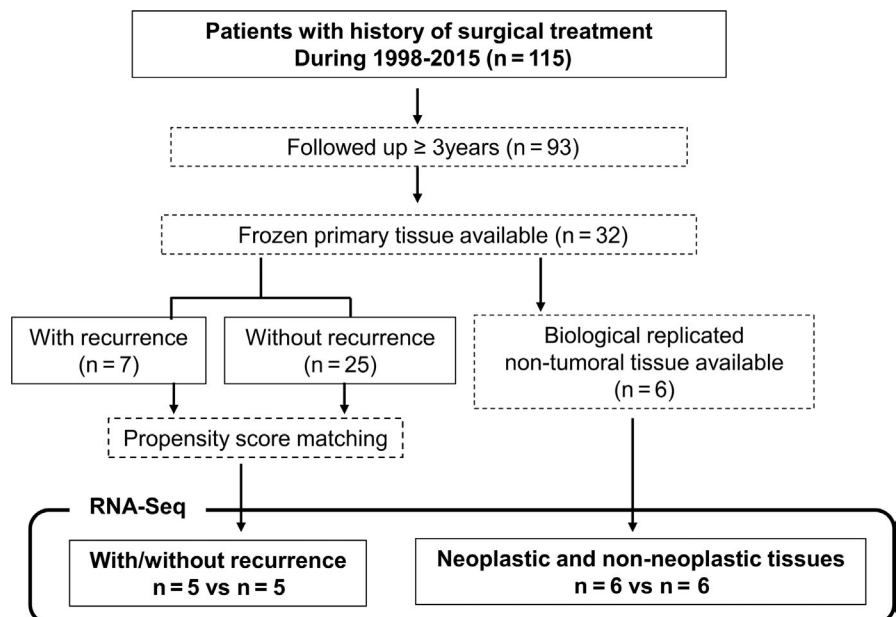 Patients with history of surgical treatment
During 1998-2015 (n = 115)
Followed up ≥ 3years (n = 93)
Frozen primary tissue available (n = 32)
With recurrence
(n = 7)
Without recurrence
(n = 25)
Biological replicated
non-tumoral tissue available
(n = 6)
Propensity score matching
RNA-Seq
With/without recurrence
n = 5 vs n = 5
Neoplastic and non-neoplastic tissues
n = 6 vs n = 6